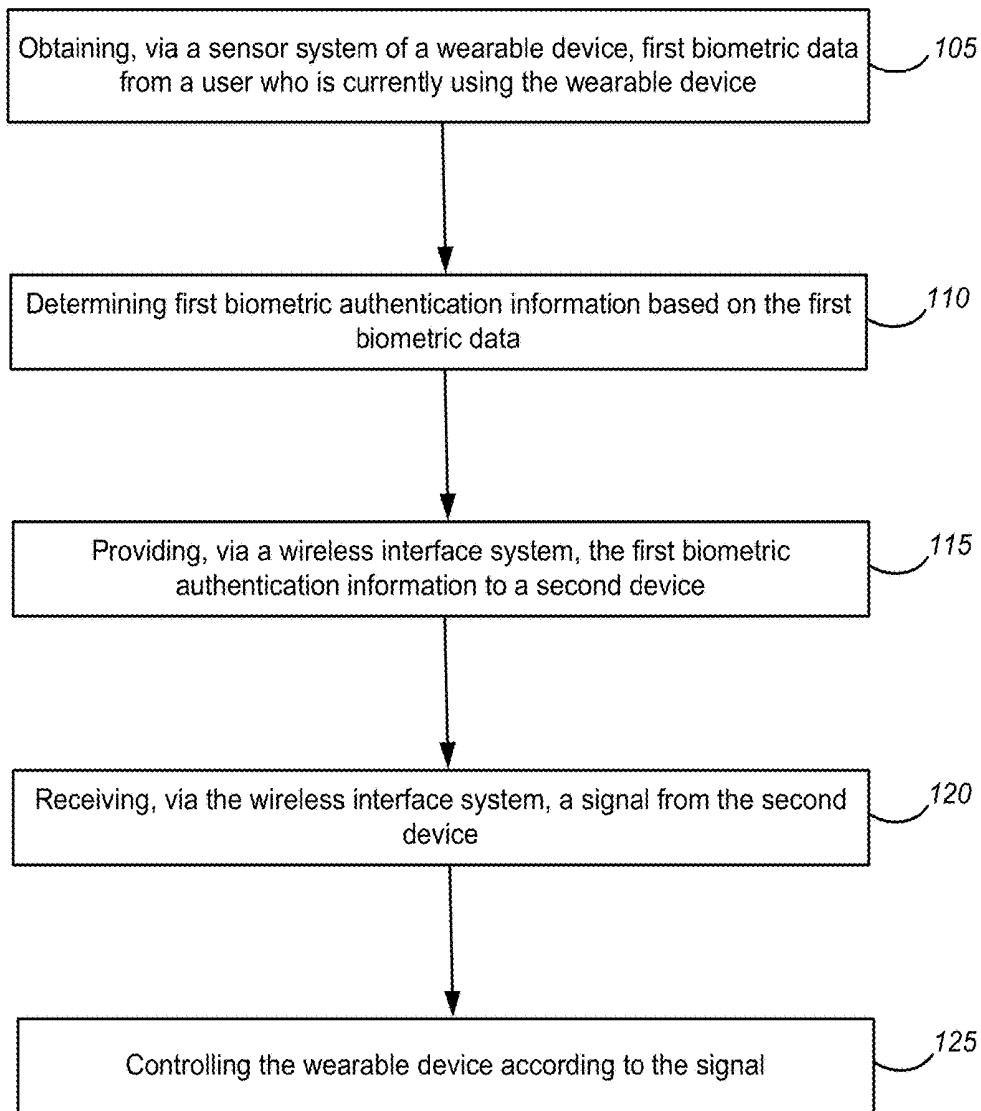 Obtaining, via a sensor system of a wearable device, first biometric data
from a user who is currently using the wearable device
105
Determining first biometric authentication information based on the first
biometric data
110
Providing, via a wireless interface system, the first biometric
authentication information to a second device
115
Receiving, via the wireless interface system, a signal from the second
device
120
Controlling the wearable device according to the signal
125